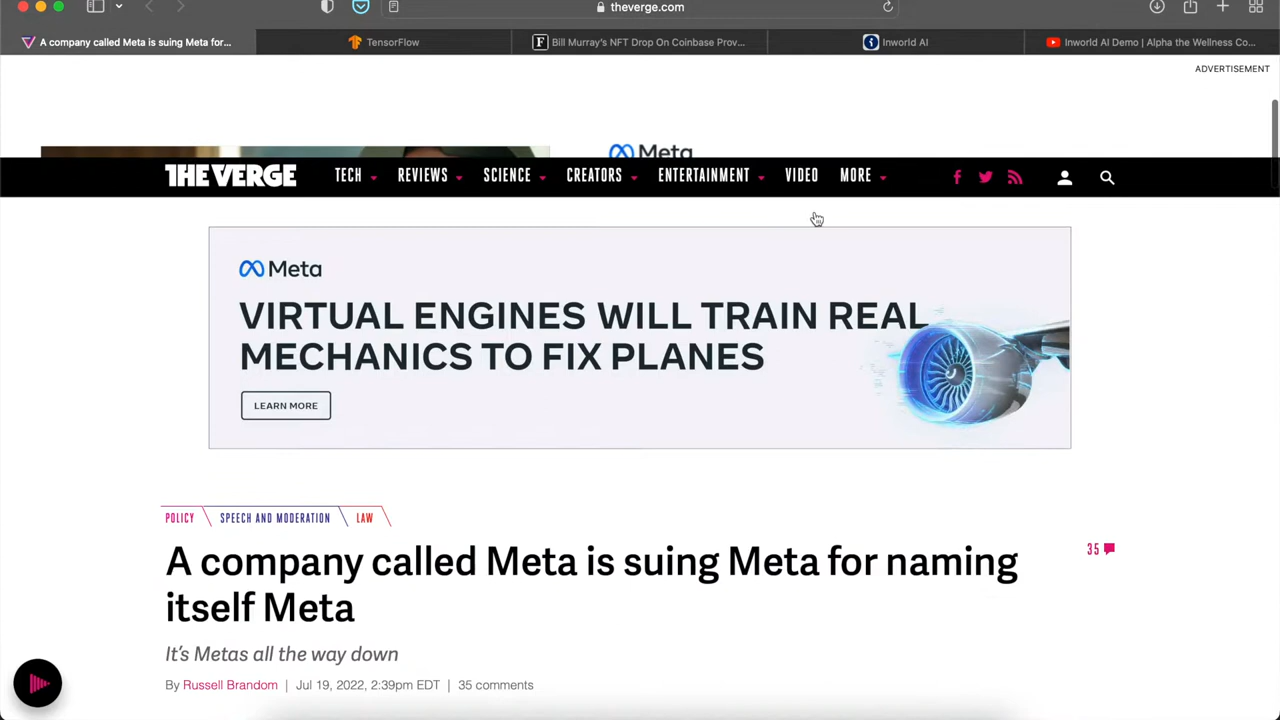 theverge.com
A company called Meta is suing Meta for...
TensorFlow
Bill Murray's NFT Drop On Coinbase Prov...
Inworld AI
Inworld AI Demo | Alpha the Wellness Co...
ADVERTISEMENT
Meta
THE VERGE
TECH
REVIEWS
SCIENCE
CREATORS
ENTERTAINMENT
VIDEO
MORE
Meta
VIRTUAL ENGINES WILL TRAIN REAL
MECHANICS TO FIX PLANES
LEARN MORE
POLICY
SPEECH AND MODERATION
LAW
A company called Meta is suing Meta for naming
itself Meta
35
It's Metas all the way down
By Russell Brandom | Jul 19, 2022, 2:39pm EDT | 35 comments